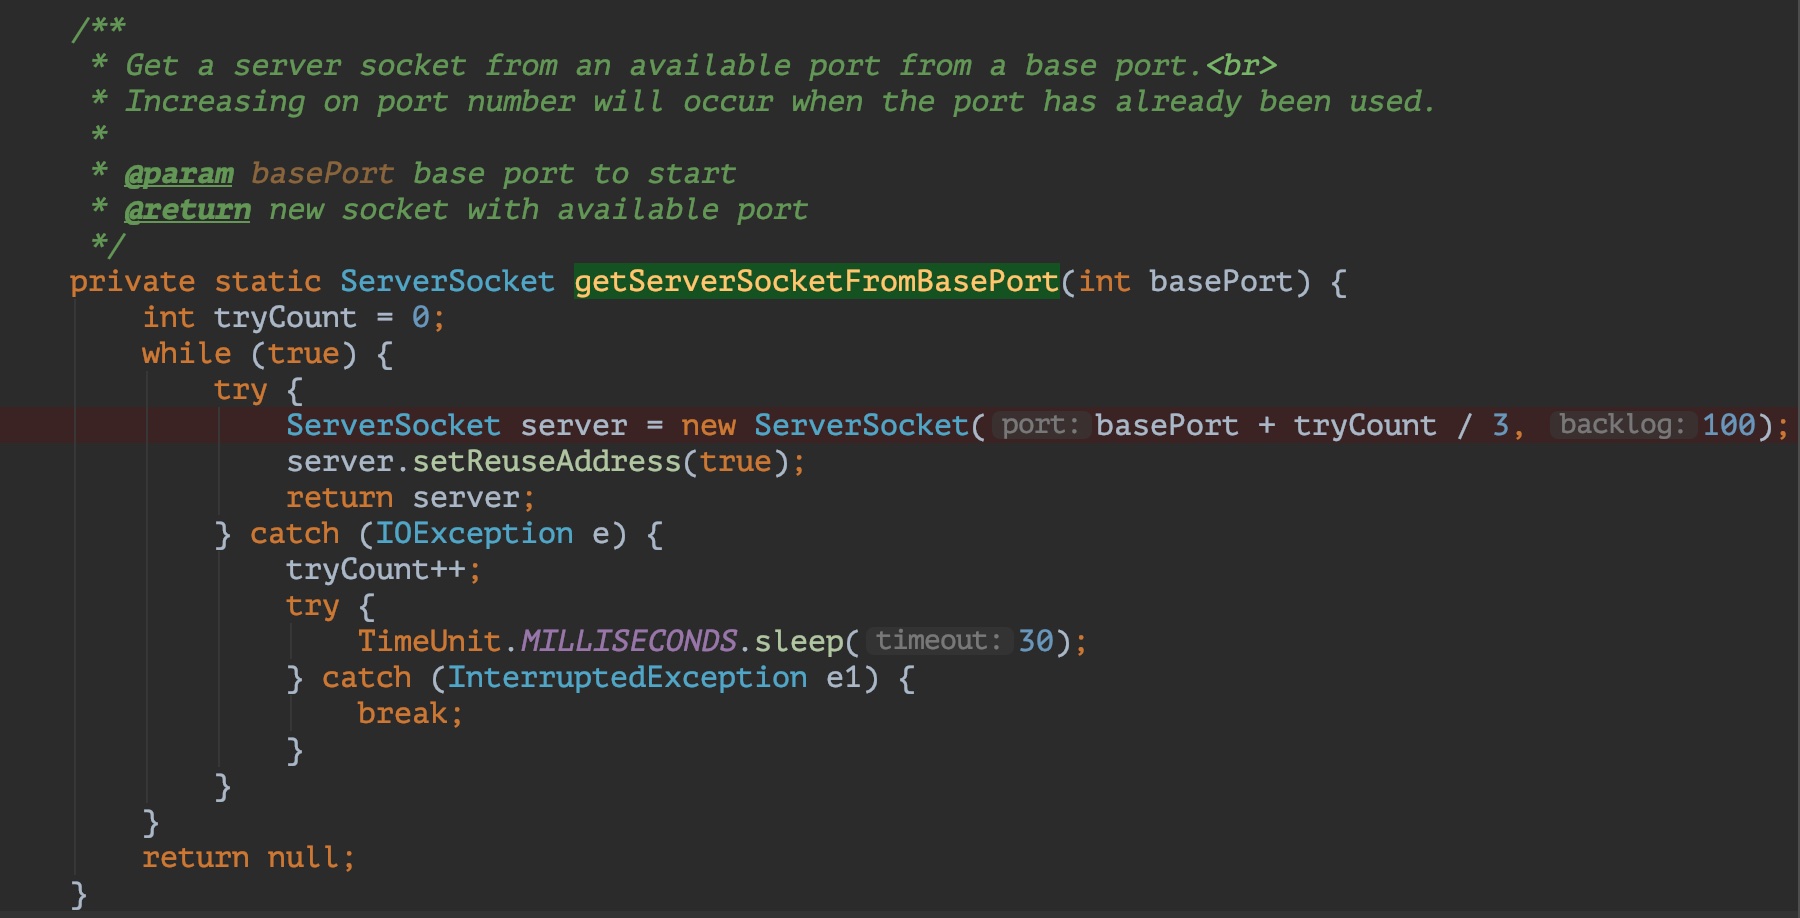 /**
* Get a server socket from an available port from a base port.<br>
* Increasing on port number will occur when the port has already been used.
*
* @param basePort base port to start
* @return new socket with available port
*/
private static ServerSocket getServerSocketFromBasePort(int basePort) {
int tryCount = 0;
while (true) {
try {
ServerSocket server = new ServerSocket( port: basePort + tryCount / 3, backlog: 100);
server.setReuseAddress(true);
return server;
} catch (IOException e) {
tryCount++;
try {
TimeUnit.MILLISECONDS.sleep( timeout: 30);
} catch (InterruptedException e1) {
break;
}
}
}
return null;
}